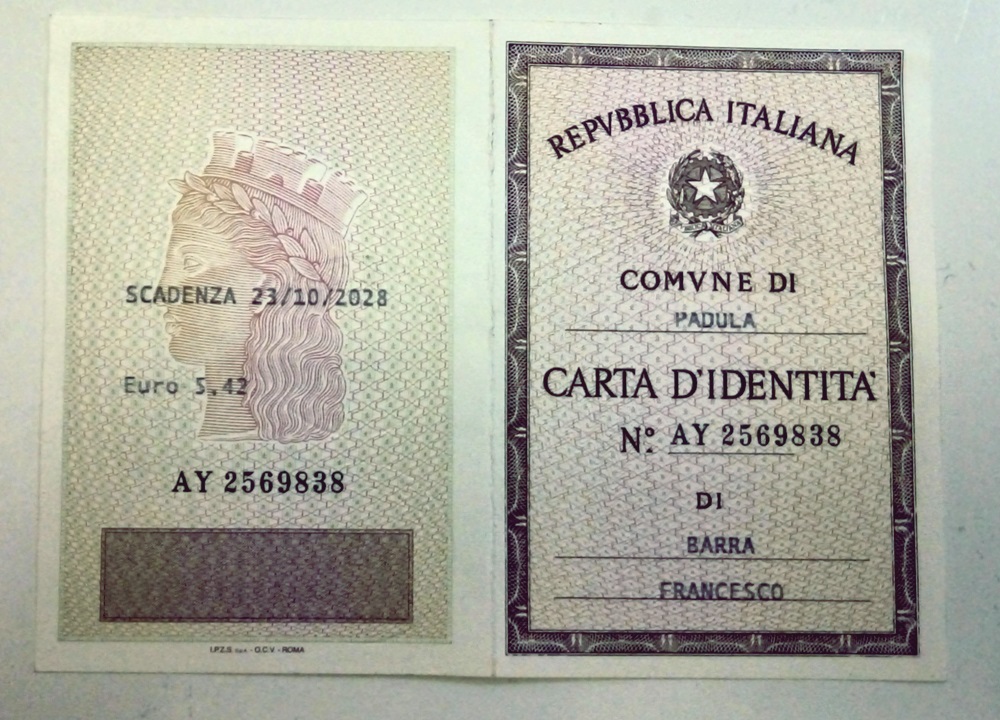 SCADENZA 23/10/2028
Euro 5,42
AY 2569838
I.P.Z.S. S.p.A. - O.C.V. - ROMA
REPVBBLICA ITALIANA
COMVNE DI
PADULA
CARTA D'IDENTITA'
N° AY 2569838
DI
BARRA
FRANCESCO